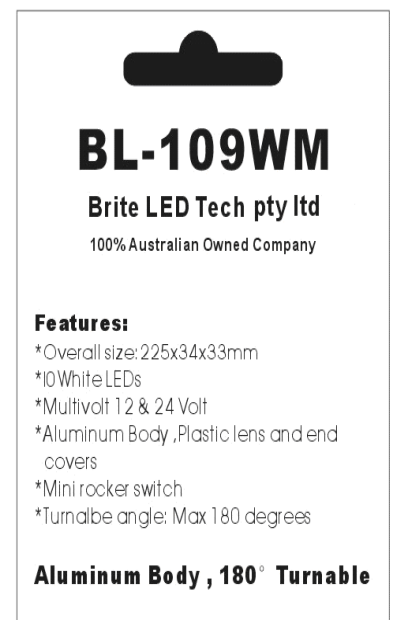 BL-109WM
Brite LED Tech pty ltd
100% Australian Owned Company
Features:
*Overall size: 225x34x33mm
*10 White LEDs
*Multivolt 12 & 24 Volt
*Aluminum Body ,Plastic lens and end
covers
*Mini rocker switch
*Turnalbe angle: Max 180 degrees
Aluminum Body , 180° Turnable